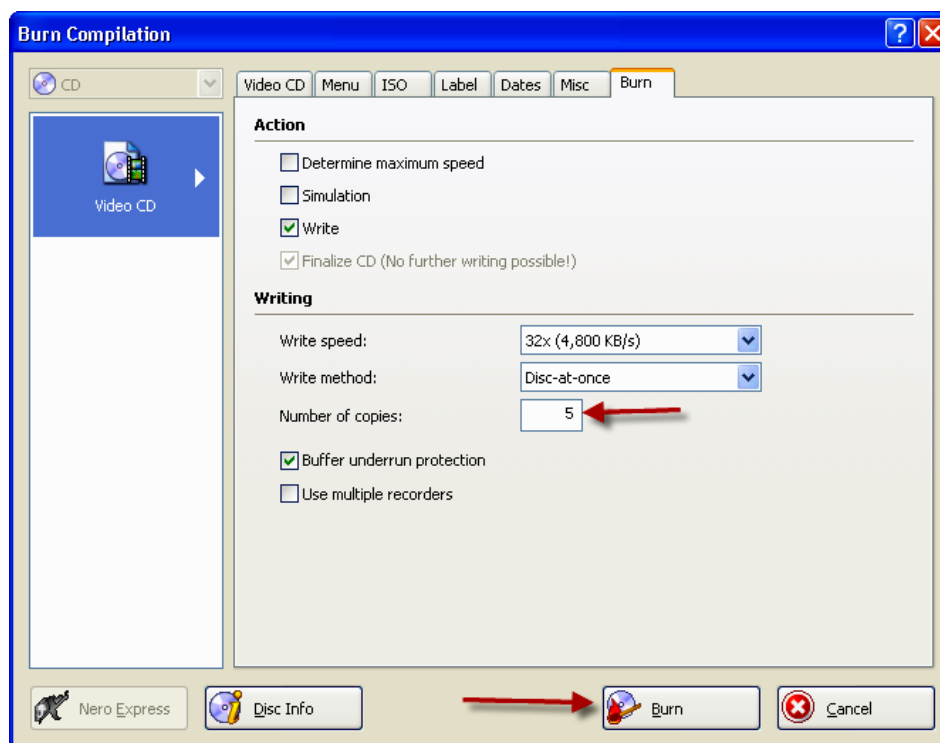 Burn Compilation
CD
Video CD Menu ISO Label Dates Misc Burn
Video CD
Action
Determine maximum speed
Simulation
Write
Finalize CD (No further writing possible!)
Writing
Write speed: 32x (4,800 KB/s)
Write method: Disc-at-once
Number of copies: 5
Buffer underrun protection
Use multiple recorders
Nero Express Disc Info Burn Cancel